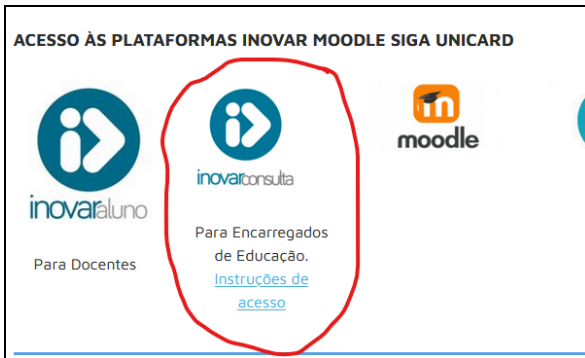 ACESSO ÀS PLATAFORMAS INOVAR MOODLE SIGA UNICARD
inovaraluno
Para Docentes
inovarconsulta
Para Encarregados
de Educação.
Instruções de
acesso
moodle